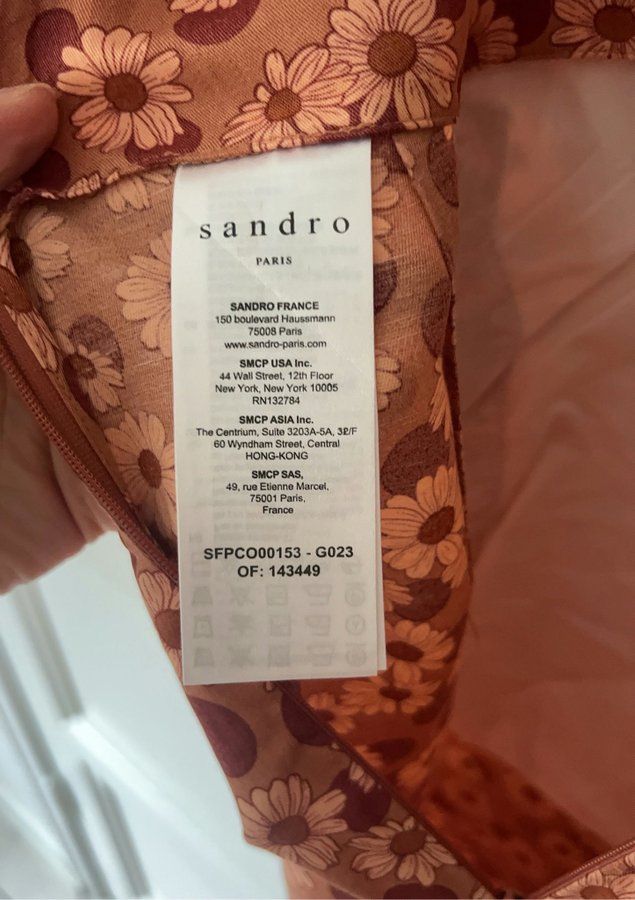 sandro
PARIS
SANDRO FRANCE
150 boulevard Haussmann
75008 Paris
www.sandro-paris.com
SMCP USA Inc.
44 Wall Street, 12th Floor
New York, New York 10005
RN132784
SMCP ASIA Inc.
The Centrium, Suite 3203A-5A, 32/F
60 Wyndham Street, Central
HONG-KONG
SMCP SAS,
49, rue Etienne Marcel,
75001 Paris,
France
SFPCO00153 - G023
OF: 143449